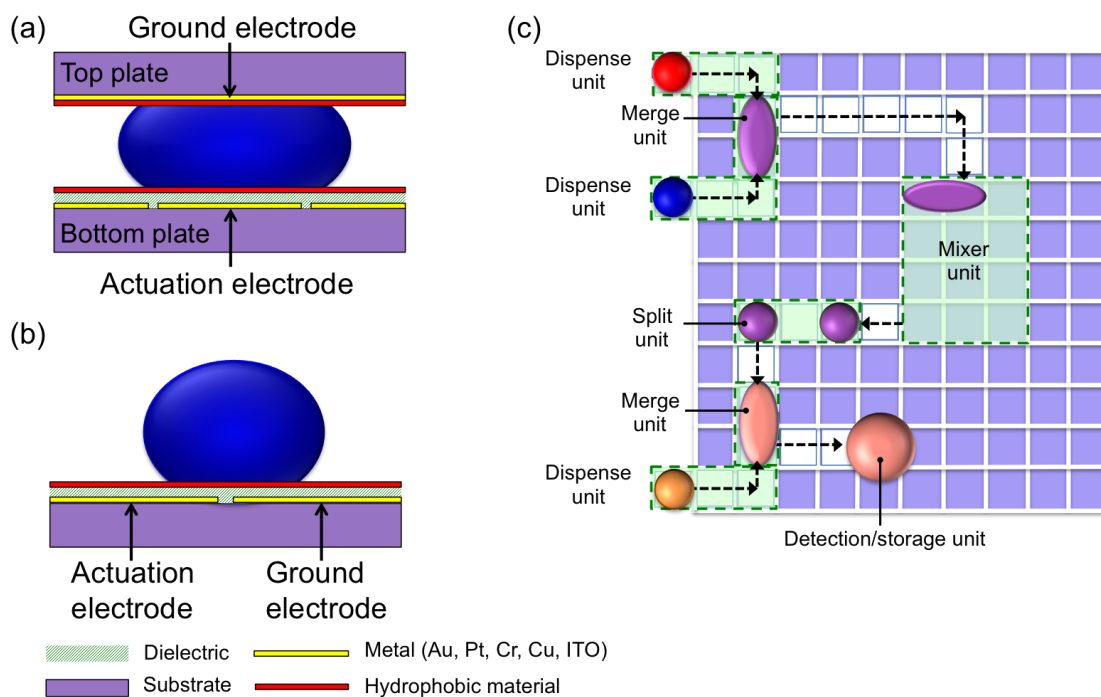 (a)
Ground electrode
Top plate
Bottom plate
Actuation electrode
(b)
Actuation
electrode
Ground
electrode
Dielectric
Metal (Au, Pt, Cr, Cu, ITO)
Substrate
Hydrophobic material
(c)
Dispense
unit
Merge
unit
Dispense
unit
Mixer
unit
Split
unit
Merge
unit
Dispense
unit
Detection/storage unit